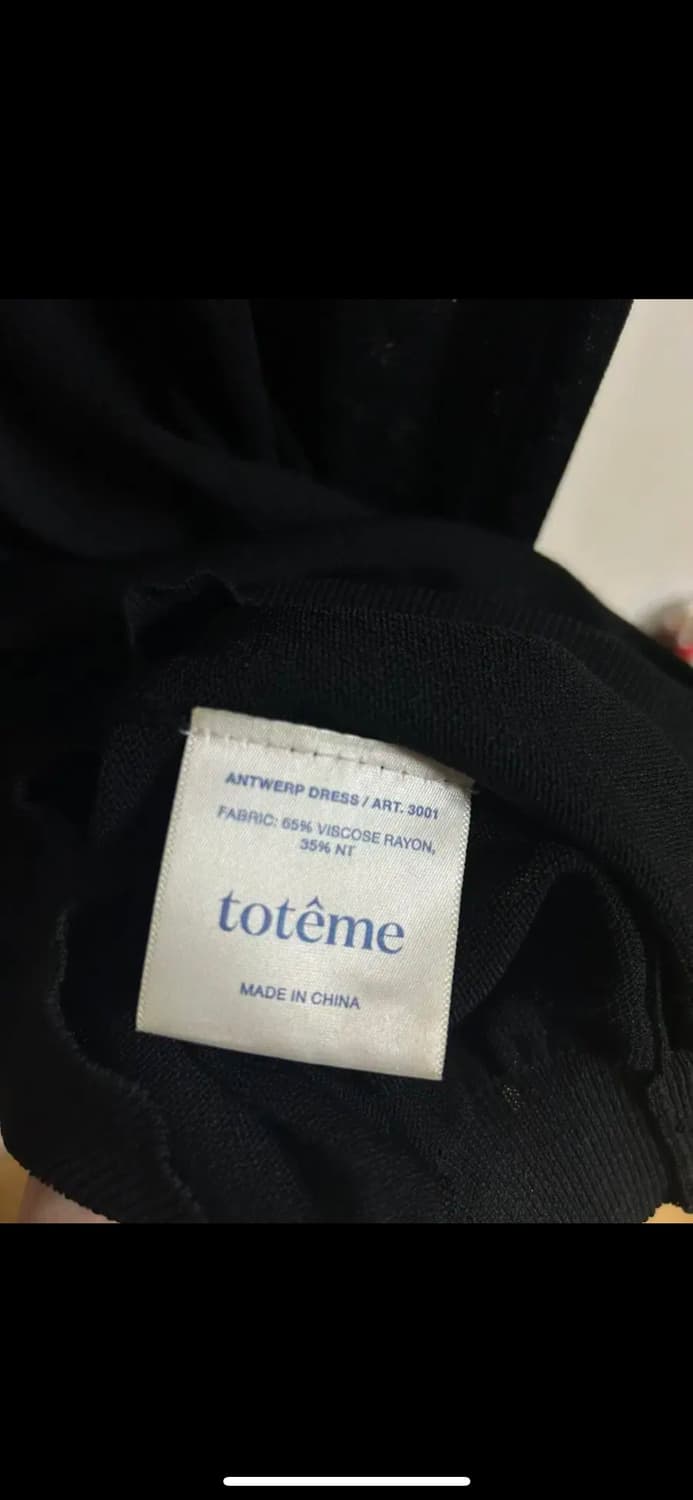 ANTWERP DRESS / ART. 3001
FABRIC: 65% VISCOSE RAYON,
35% NT
totême
MADE IN CHINA